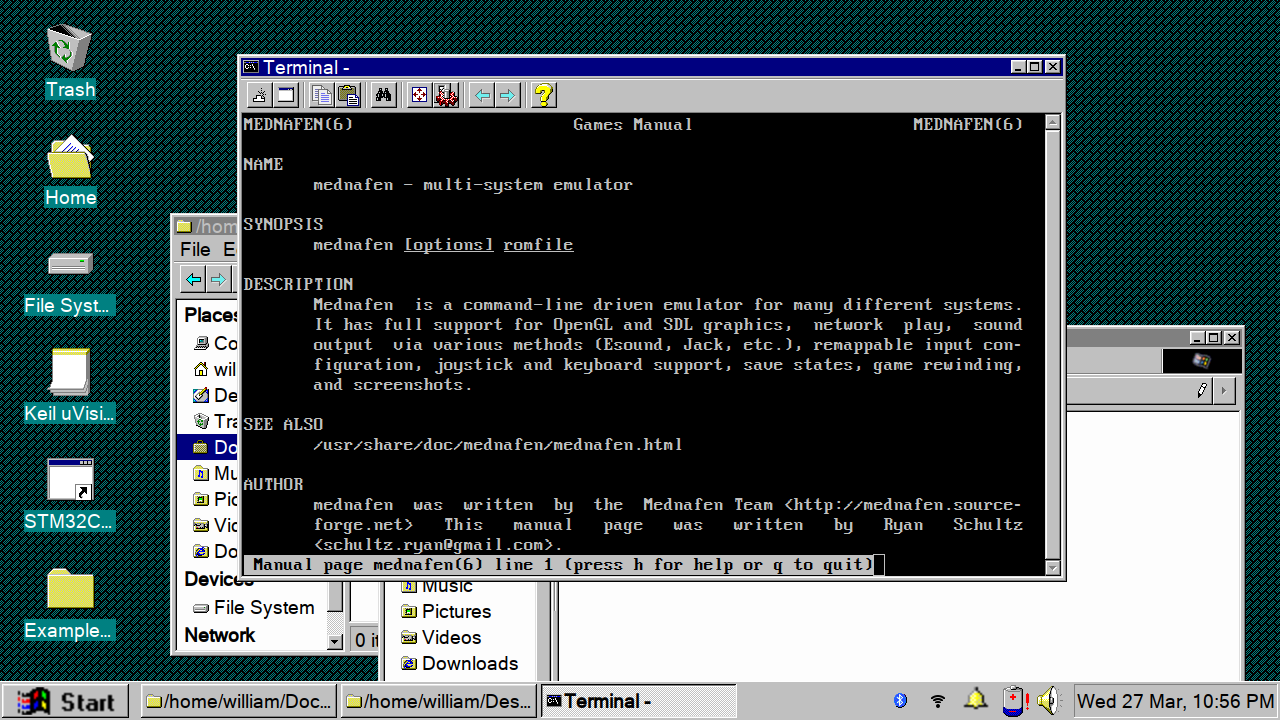 Trash
Home
File Syst...
Keil uVisi...
STM32C...
Example...
Terminal -
MEDNAFEN(6) Games Manual MEDNAFEN(6)
NAME
mednafen - multi-system emulator
SYNOPSIS
mednafen [options] romfile
DESCRIPTION
Mednafen is a command-line driven emulator for many different systems.
It has full support for OpenGL and SDL graphics, network play, sound
output via various methods (Esound, Jack, etc.), remappable input con-
figuration, joystick and keyboard support, save states, game rewinding,
and screenshots.
SEE ALSO
/usr/share/doc/mednafen/mednafen.html
AUTHOR
mednafen was written by the Mednafen Team <http://mednafen.source-
forge.net> This manual page was written by Ryan Schultz
<schultz.ryan@gmail.com>.
Manual page mednafen(6) line 1 (press h for help or q to quit)
/hom
File E
Places
Co
wil
De
Tra
Do
Mu
Pic
Vid
Do
Devices
File System
Network
0 it
Music
Pictures
Videos
Downloads
Start
/home/william/Doc...
/home/william/Des...
Terminal -
Wed 27 Mar, 10:56 PM